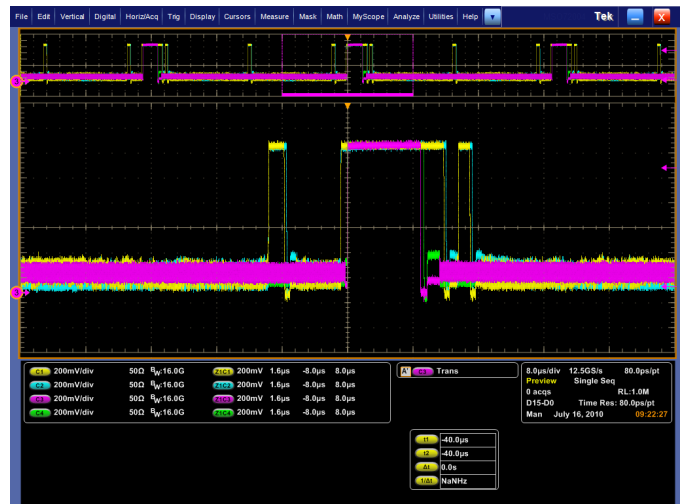 File Edit Vertical Digital Horiz/Acq Trig Display Cursors Measure Mask Math MyScope Analyze Utilities Help Tek X
C1 200mV/div 50Ω BW:16.0G
C2 200mV/div 50Ω BW:16.0G
C3 200mV/div 50Ω BW:16.0G
C4 200mV/div 50Ω BW:16.0G
Z1C1 200mV 1.6µs -8.0µs 8.0µs
Z1C2 200mV 1.6µs -8.0µs 8.0µs
Z1C3 200mV 1.6µs -8.0µs 8.0µs
Z1C4 200mV 1.6µs -8.0µs 8.0µs
A' C3 Trans
8.0µs/div 12.5GS/s 80.0ps/pt
Preview Single Seq
0 acqs RL:1.0M
D15-D0 Time Res: 80.0ps/pt
Man July 16, 2010 09:22:27
t1 -40.0µs
t2 -40.0µs
Δt 0.0s
1/Δt NaNHz